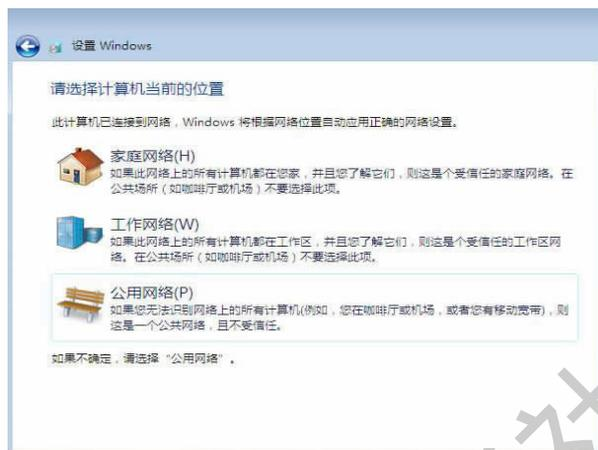 设置 Windows
请选择计算机当前的位置
此计算机已连接到网络，Windows 将根据网络位置自动应用正确的网络设置。
家庭网络(H)
如果此网络上的所有计算机都在您家，并且您了解它们，则这是个受信任的家庭网络。在
公共场所（如咖啡厅或机场）不要选择此项。
工作网络(W)
如果此网络上的所有计算机都在工作区，并且您了解它们，则这是个受信任的工作区网
络。在公共场所（如咖啡厅或机场）不要选择此项。
公用网络(P)
如果您无法识别网络上的所有计算机(例如，您在咖啡厅或机场，或者您有移动宽带)，则
这是一个公共网络，且不受信任。
如果不确定，请选择“公用网络”。
社